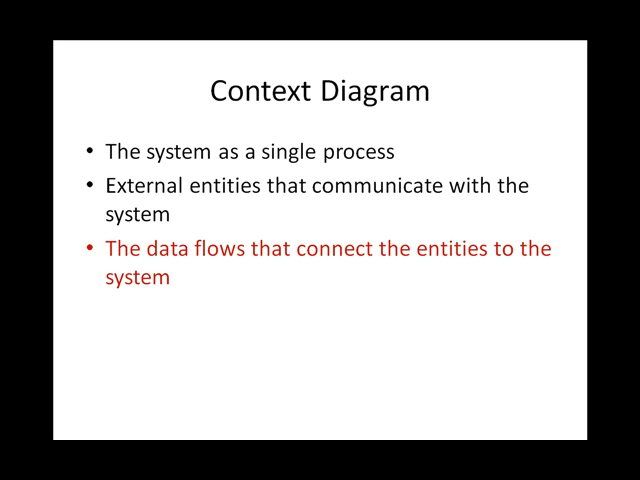 Context Diagram
• The system as a single process
• External entities that communicate with the
system
• The data flows that connect the entities to the
system